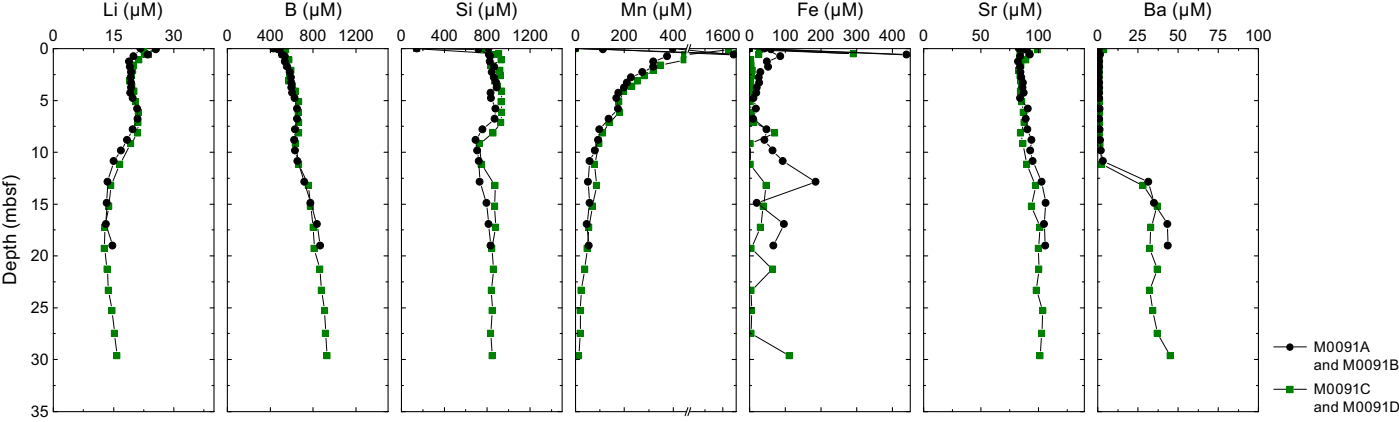 Li (µM) B (µM) Si (µM) Mn (µM) Fe (µM) Sr (µM) Ba (µM)
0 15 30 0 400 800 1200 0 400 800 1200 0 200 400 1600 0 100 200 300 400 0 50 100 0 25 50 75 100
0
5
10
15
20
25
30
35
Depth (mbsf)
M0091A
and M0091B
M0091C
and M0091D